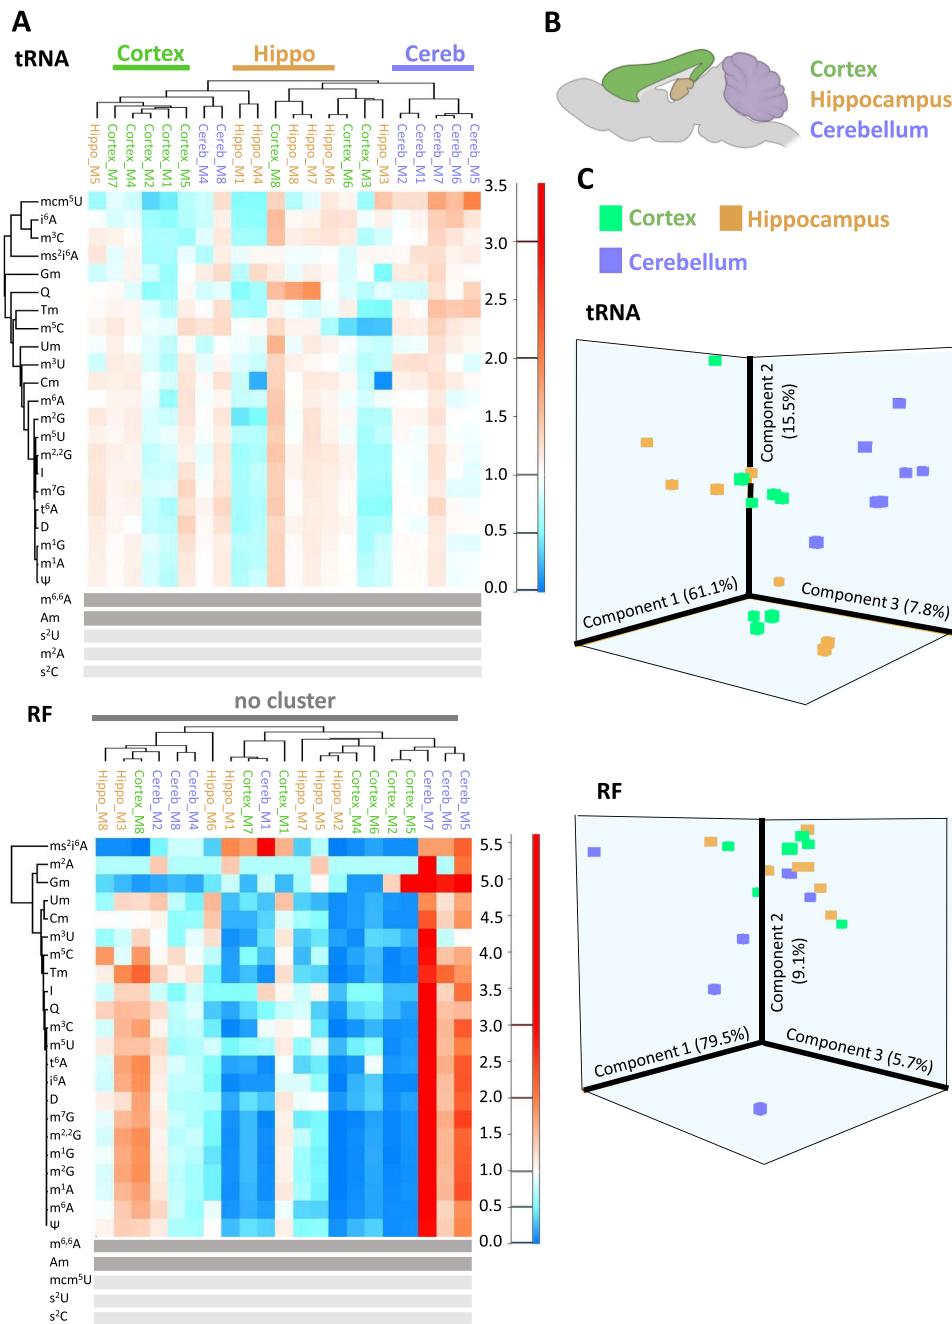 A
tRNA
Cortex
Hippo
Cereb
Hippo_M5
Cortex_M7
Cortex_M4
Cortex_M2
Cortex_M1
Cortex_M5
Cereb_M4
Cereb_M8
Hippo_M1
Hippo_M4
Cortex_M8
Hippo_M8
Hippo_M7
Hippo_M6
Cortex_M6
Cortex_M3
Hippo_M3
Cereb_M2
Cereb_M1
Cereb_M7
Cereb_M6
Cereb_M5
mcm⁵U
i⁶A
m³C
ms²i⁶A
Gm
Q
Tm
m⁵C
Um
m³U
Cm
m⁶A
m²G
m⁵U
m²,²G
I
m⁷G
t⁶A
D
m¹G
m¹A
Ψ
m⁶,⁶A
Am
s²U
m²A
s²C
3.5
3.0
2.5
2.0
1.5
1.0
0.5
0.0
RF
no cluster
Hippo_M8
Hippo_M3
Cortex_M8
Cereb_M2
Cereb_M8
Cereb_M4
Hippo_M6
Hippo_M1
Cortex_M7
Cereb_M1
Cortex_M1
Hippo_M7
Hippo_M5
Hippo_M2
Cortex_M4
Cortex_M6
Cortex_M2
Cortex_M5
Cereb_M7
Cereb_M6
Cereb_M5
ms²i⁶A
m²A
Gm
Um
Cm
m³U
m⁵C
Tm
I
Q
m³C
m⁵U
t⁶A
i⁶A
D
m⁷G
m²,²G
m¹G
m²G
m¹A
m⁶A
Ψ
m⁶,⁶A
Am
mcm⁵U
s²U
s²C
5.5
5.0
4.5
4.0
3.5
3.0
2.5
2.0
1.5
1.0
0.5
0.0
B
Cortex
Hippocampus
Cerebellum
C
Cortex
Hippocampus
Cerebellum
tRNA
Component 2
(15.5%)
Component 1 (61.1%)
Component 3 (7.8%)
RF
Component 2
(9.1%)
Component 1 (79.5%)
Component 3 (5.7%)